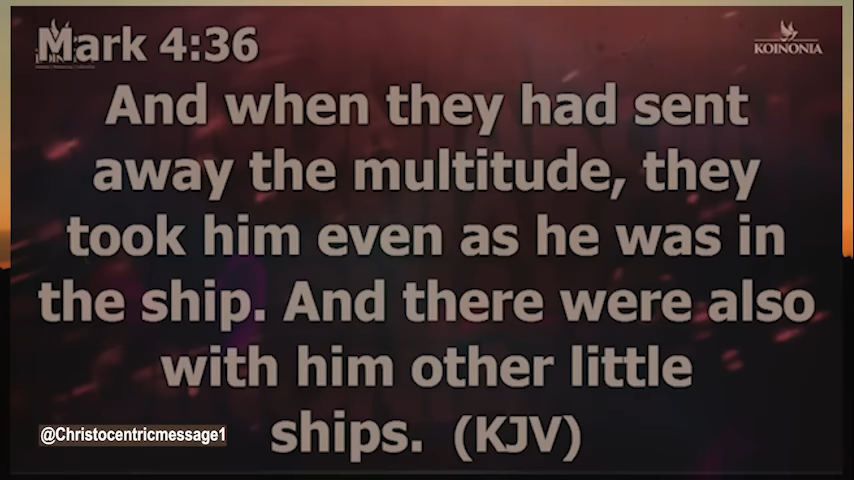 Mark 4:36
KOINONIA
And when they had sent
away the multitude, they
took him even as he was in
the ship. And there were also
with him other little
ships. (KJV)
@Christocentricmessage1